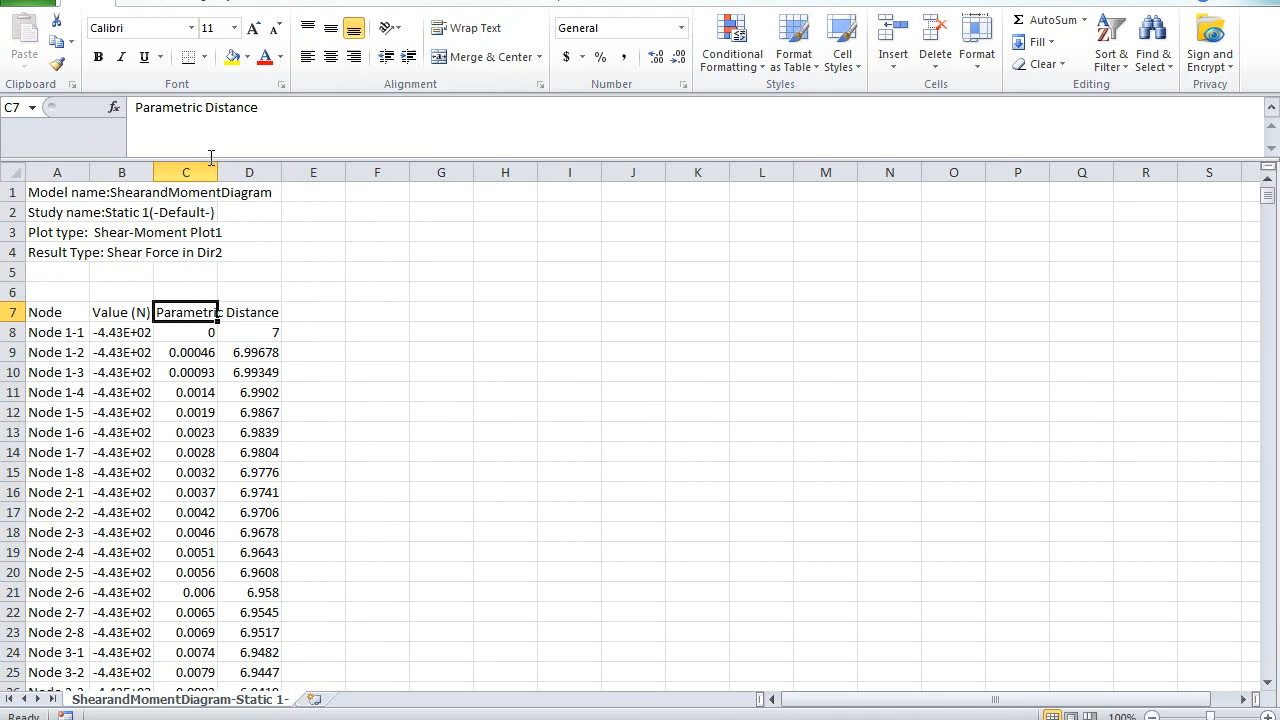 Calibri 11 Wrap Text General AutoSum
Paste Merge & Center $ % , Conditional Formatting Format as Table Cell Styles Insert Delete Format Fill Clear Sort & Filter Find & Select Sign and Encrypt
B I U A
Clipboard Font Alignment Number Styles Cells Editing Privacy
C7 fx Parametric Distance
A B C D E F G H I J K L M N O P Q R S
1 Model name:ShearandMomentDiagram
2 Study name:Static 1(-Default-)
3 Plot type: Shear-Moment Plot1
4 Result Type: Shear Force in Dir2
5
6
7 Node Value (N) Parametric Distance
8 Node 1-1 -4.43E+02 0 7
9 Node 1-2 -4.43E+02 0.00046 6.99678
10 Node 1-3 -4.43E+02 0.00093 6.99349
11 Node 1-4 -4.43E+02 0.0014 6.9902
12 Node 1-5 -4.43E+02 0.0019 6.9867
13 Node 1-6 -4.43E+02 0.0023 6.9839
14 Node 1-7 -4.43E+02 0.0028 6.9804
15 Node 1-8 -4.43E+02 0.0032 6.9776
16 Node 2-1 -4.43E+02 0.0037 6.9741
17 Node 2-2 -4.43E+02 0.0042 6.9706
18 Node 2-3 -4.43E+02 0.0046 6.9678
19 Node 2-4 -4.43E+02 0.0051 6.9643
20 Node 2-5 -4.43E+02 0.0056 6.9608
21 Node 2-6 -4.43E+02 0.006 6.958
22 Node 2-7 -4.43E+02 0.0065 6.9545
23 Node 2-8 -4.43E+02 0.0069 6.9517
24 Node 3-1 -4.43E+02 0.0074 6.9482
25 Node 3-2 -4.43E+02 0.0079 6.9447
ShearandMomentDiagram-Static 1-
Ready 100%